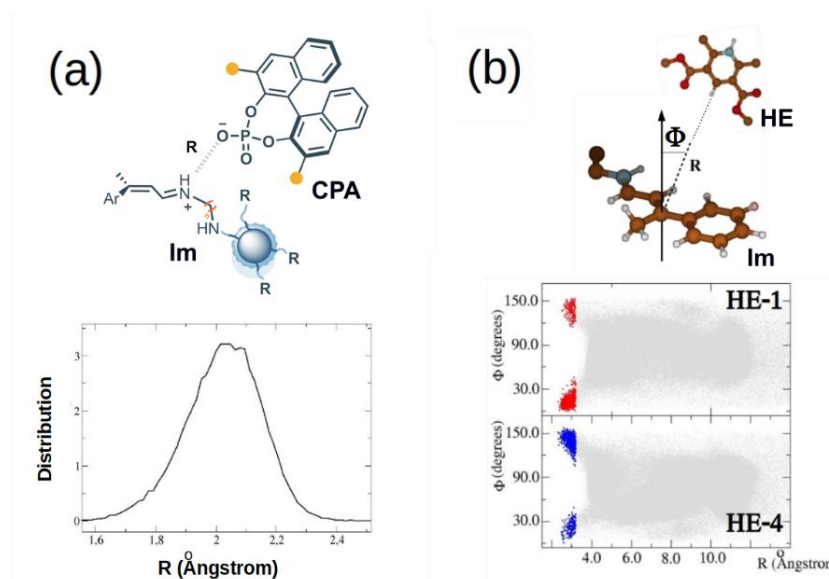 (a)
−
O
O
R
P
O
O
H
N
+
CPA
Ar
HN
Im
R
R
R
Distribution
3
2
1
0
1,6 1,8 2 2,2 2,4
R (Angstrom)
(b)
HE
Φ
R
Im
HE-1
Φ (degrees)
150.0
90.0
30.0
HE-4
Φ (degrees)
150.0
90.0
30.0
4.0 6.0 8.0 10.0
R (Angstrom